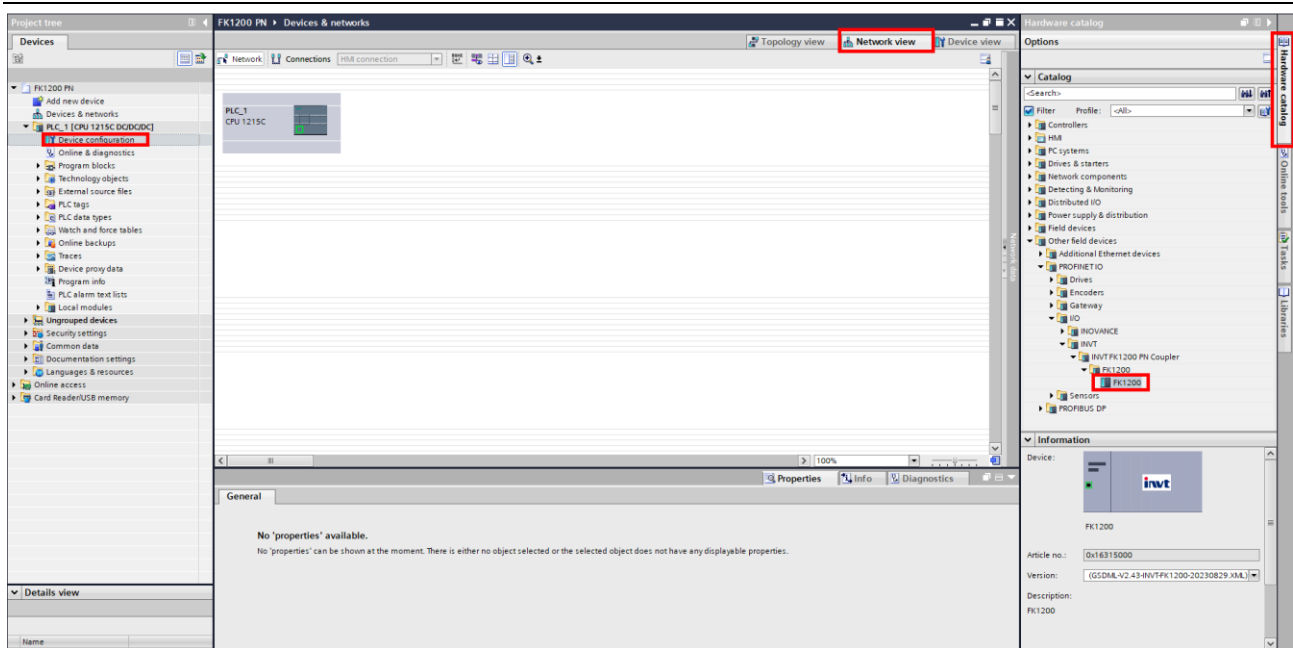 Project tree
Devices
FK1200 PN
Add new device
Devices & networks
PLC_1 [CPU 1215C DC/DC/DC]
Device configuration
Online & diagnostics
Program blocks
Technology objects
External source files
PLC tags
PLC data types
Watch and force tables
Online backups
Traces
Device proxy data
Program info
PLC alarm text lists
Local modules
Ungrouped devices
Security settings
Common data
Documentation settings
Languages & resources
Online access
Card Reader/USB memory
Details view
Name
FK1200 PN ▸ Devices & networks
Topology view
Network view
Device view
Network
Connections
HMI connection
PLC_1
CPU 1215C
Network data
100%
Properties
Info
Diagnostics
General
No 'properties' available.
No 'properties' can be shown at the moment. There is either no object selected or the selected object does not have any displayable properties.
Hardware catalog
Options
Catalog
<Search>
Filter
Profile:
<All>
Controllers
HMI
PC systems
Drives & starters
Network components
Detecting & Monitoring
Distributed I/O
Power supply & distribution
Field devices
Other field devices
Additional Ethernet devices
PROFINET IO
Drives
Encoders
Gateway
I/O
INOVANCE
INVT
INVT FK1200 PN Coupler
FK1200
FK1200
Sensors
PROFIBUS DP
Information
Device:
invt
FK1200
Article no.:
0x16315000
Version:
(GSDML-V2.43-INVT-FK1200-20230829.XML)
Description:
FK1200
Hardware catalog
Online tools
Tasks
Libraries